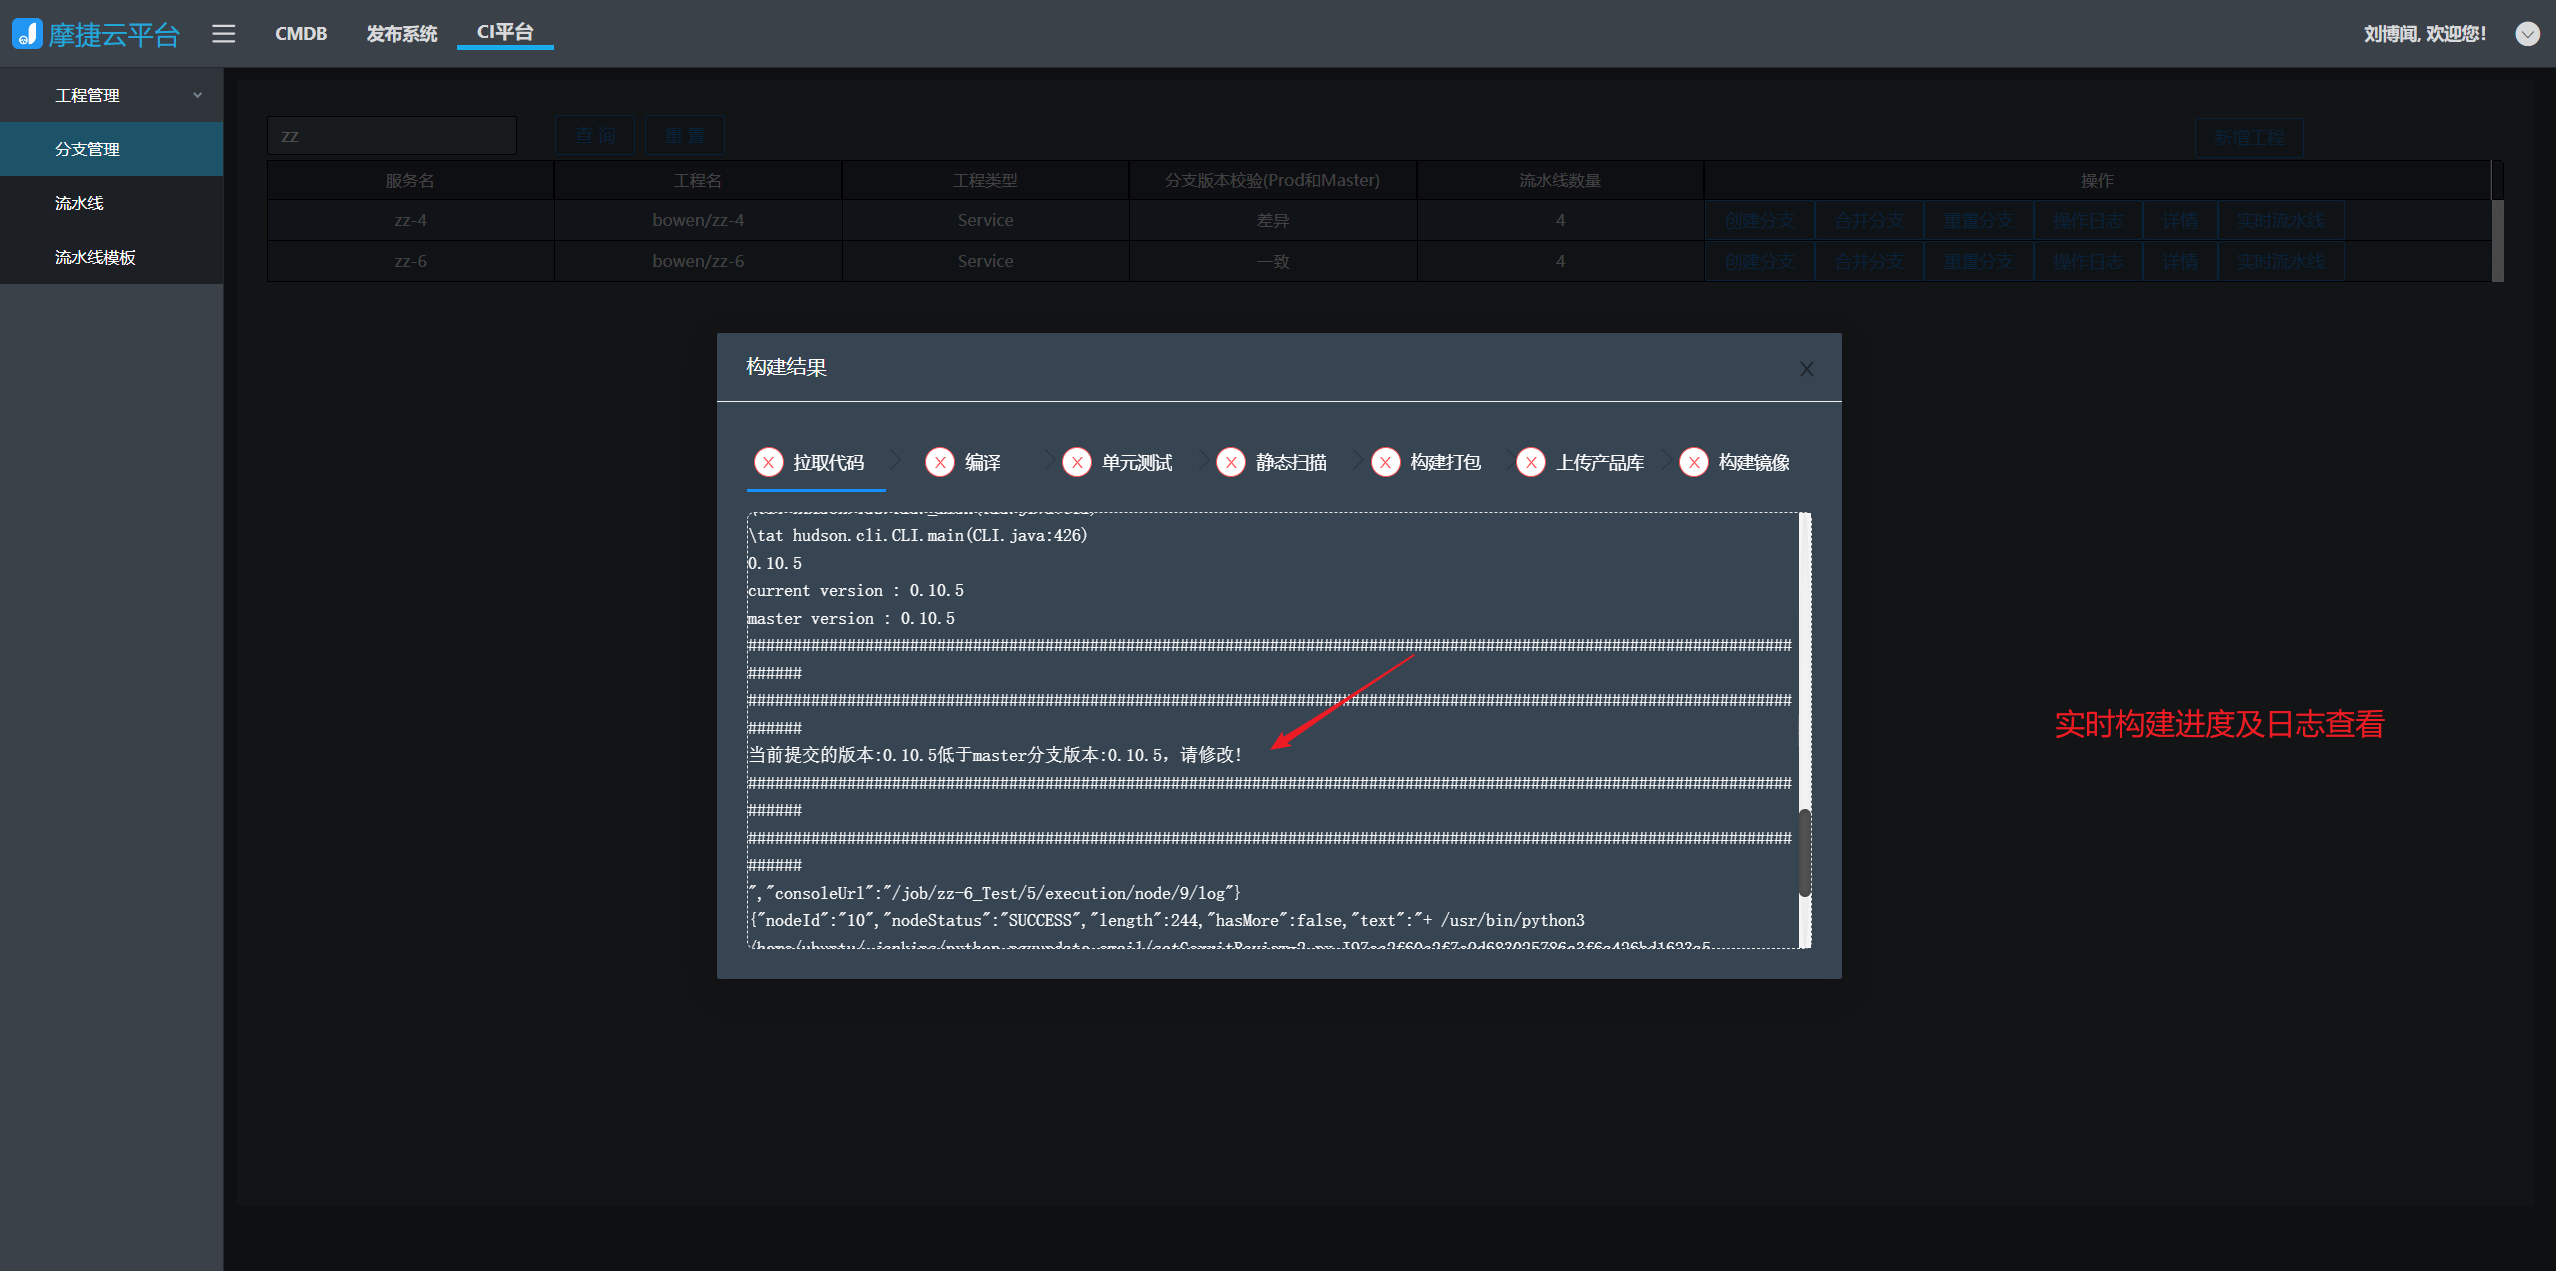 摩捷云平台
CMDB
发布系统
CI平台
刘博闻, 欢迎您!
工程管理
分支管理
流水线
流水线模板
zz
查 询
重 置
新增工程
服务名 工程名 工程类型 分支版本校验(Prod和Master) 流水线数量 操作
zz-4 bowen/zz-4 Service 差异 4 创建分支 合并分支 重置分支 操作日志 详情 实时流水线
zz-6 bowen/zz-6 Service 一致 4 创建分支 合并分支 重置分支 操作日志 详情 实时流水线
构建结果
拉取代码 编译 单元测试 静态扫描 构建打包 上传产品库 构建镜像
\tat hudson.cli.CLI.main(CLI.java:426)
0.10.5
current version : 0.10.5
master version : 0.10.5
####################################################################################################################
######
####################################################################################################################
######
当前提交的版本:0.10.5低于master分支版本:0.10.5，请修改!
####################################################################################################################
######
####################################################################################################################
######
","consoleUrl":"/job/zz-6_Test/5/execution/node/9/log"}
{"nodeId":"10","nodeStatus":"SUCCESS","length":244,"hasMore":false,"text":"+ /usr/bin/python3
实时构建进度及日志查看